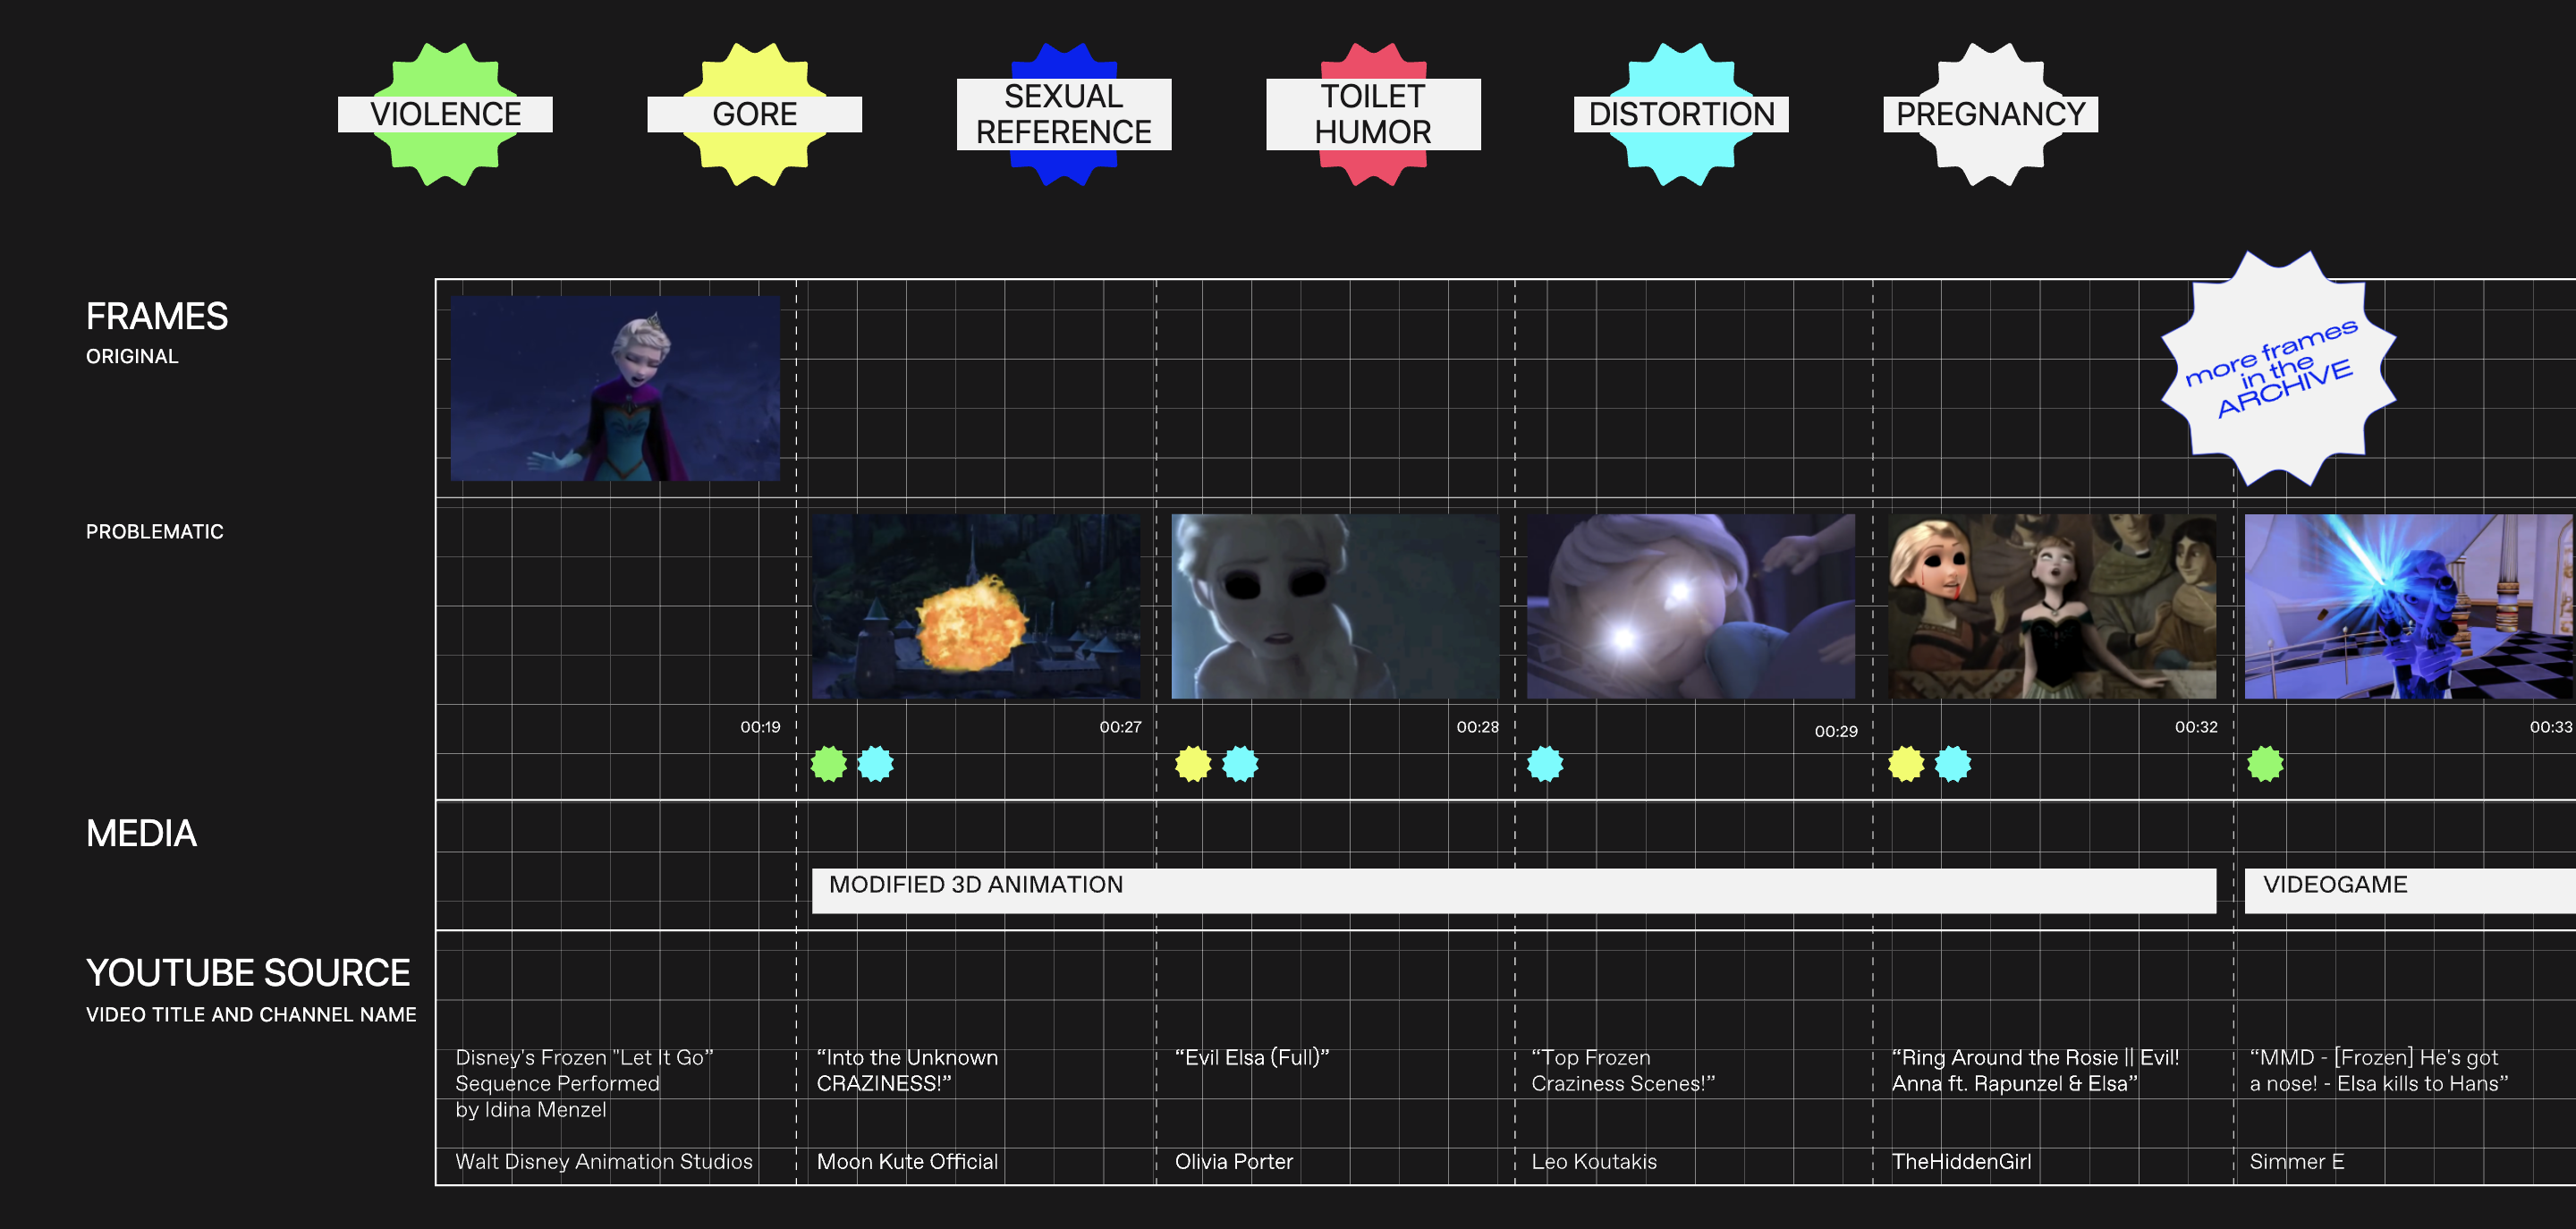 VIOLENCE
GORE
SEXUAL
REFERENCE
TOILET
HUMOR
DISTORTION
PREGNANCY
FRAMES
ORIGINAL
more frames
in the
ARCHIVE
PROBLEMATIC
00:19
00:27
00:28
00:29
00:32
00:33
MEDIA
MODIFIED 3D ANIMATION
VIDEOGAME
YOUTUBE SOURCE
VIDEO TITLE AND CHANNEL NAME
Disney's Frozen "Let It Go”
Sequence Performed
by Idina Menzel
Walt Disney Animation Studios
“Into the Unknown
CRAZINESS!”
Moon Kute Official
“Evil Elsa (Full)”
Olivia Porter
“Top Frozen
Craziness Scenes!”
Leo Koutakis
“Ring Around the Rosie || Evil!
Anna ft. Rapunzel & Elsa”
TheHiddenGirl
“MMD - [Frozen] He's got
a nose! - Elsa kills to Hans”
Simmer E